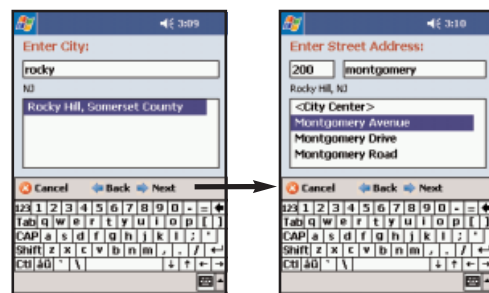 3:09
Enter City:
rocky
NJ
Rocky Hill, Somerset County
Cancel Back Next
123 1 2 3 4 5 6 7 8 9 0 - =
Tab q w e r t y u i o p [ ]
CAP a s d f g h j k l ; '
Shift z x c v b n m , . /
Ctl áü ` \
3:10
Enter Street Address:
200 montgomery
Rocky Hill, NJ
<City Center>
Montgomery Avenue
Montgomery Drive
Montgomery Road
Cancel Back Next
123 1 2 3 4 5 6 7 8 9 0 - =
Tab q w e r t y u i o p [ ]
CAP a s d f g h j k l ; '
Shift z x c v b n m , . /
Ctl áü ` \